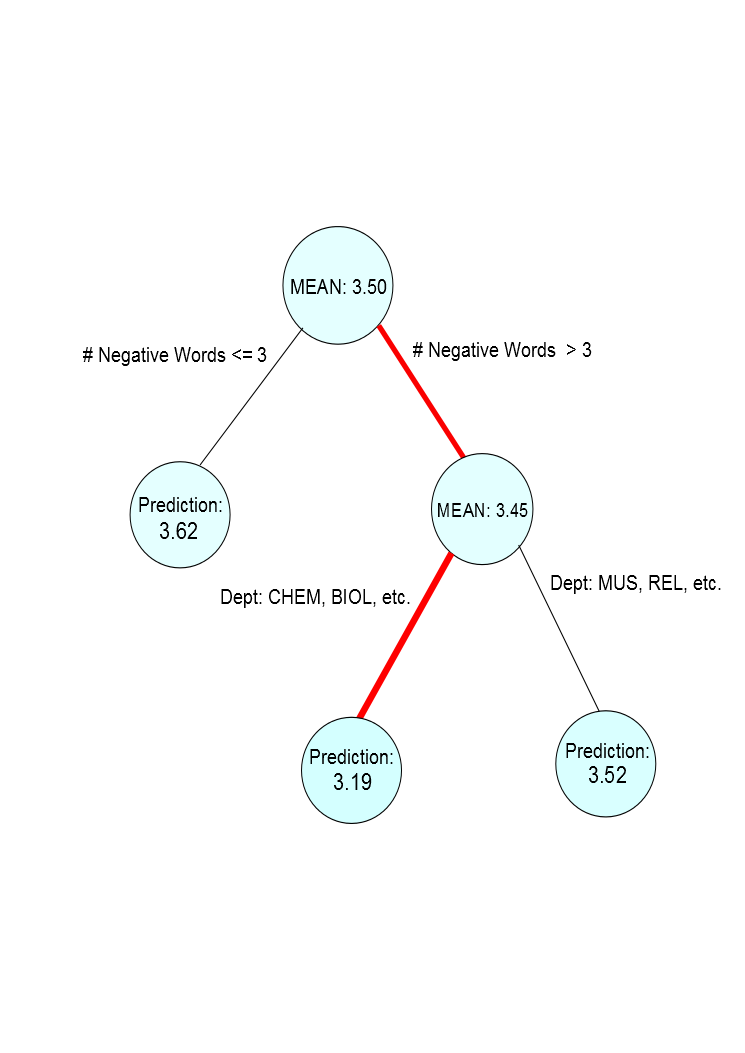 MEAN: 3.50
# Negative Words <= 3
# Negative Words > 3
Prediction:
3.62
MEAN: 3.45
Dept: CHEM, BIOL, etc.
Dept: MUS, REL, etc.
Prediction:
3.19
Prediction:
3.52